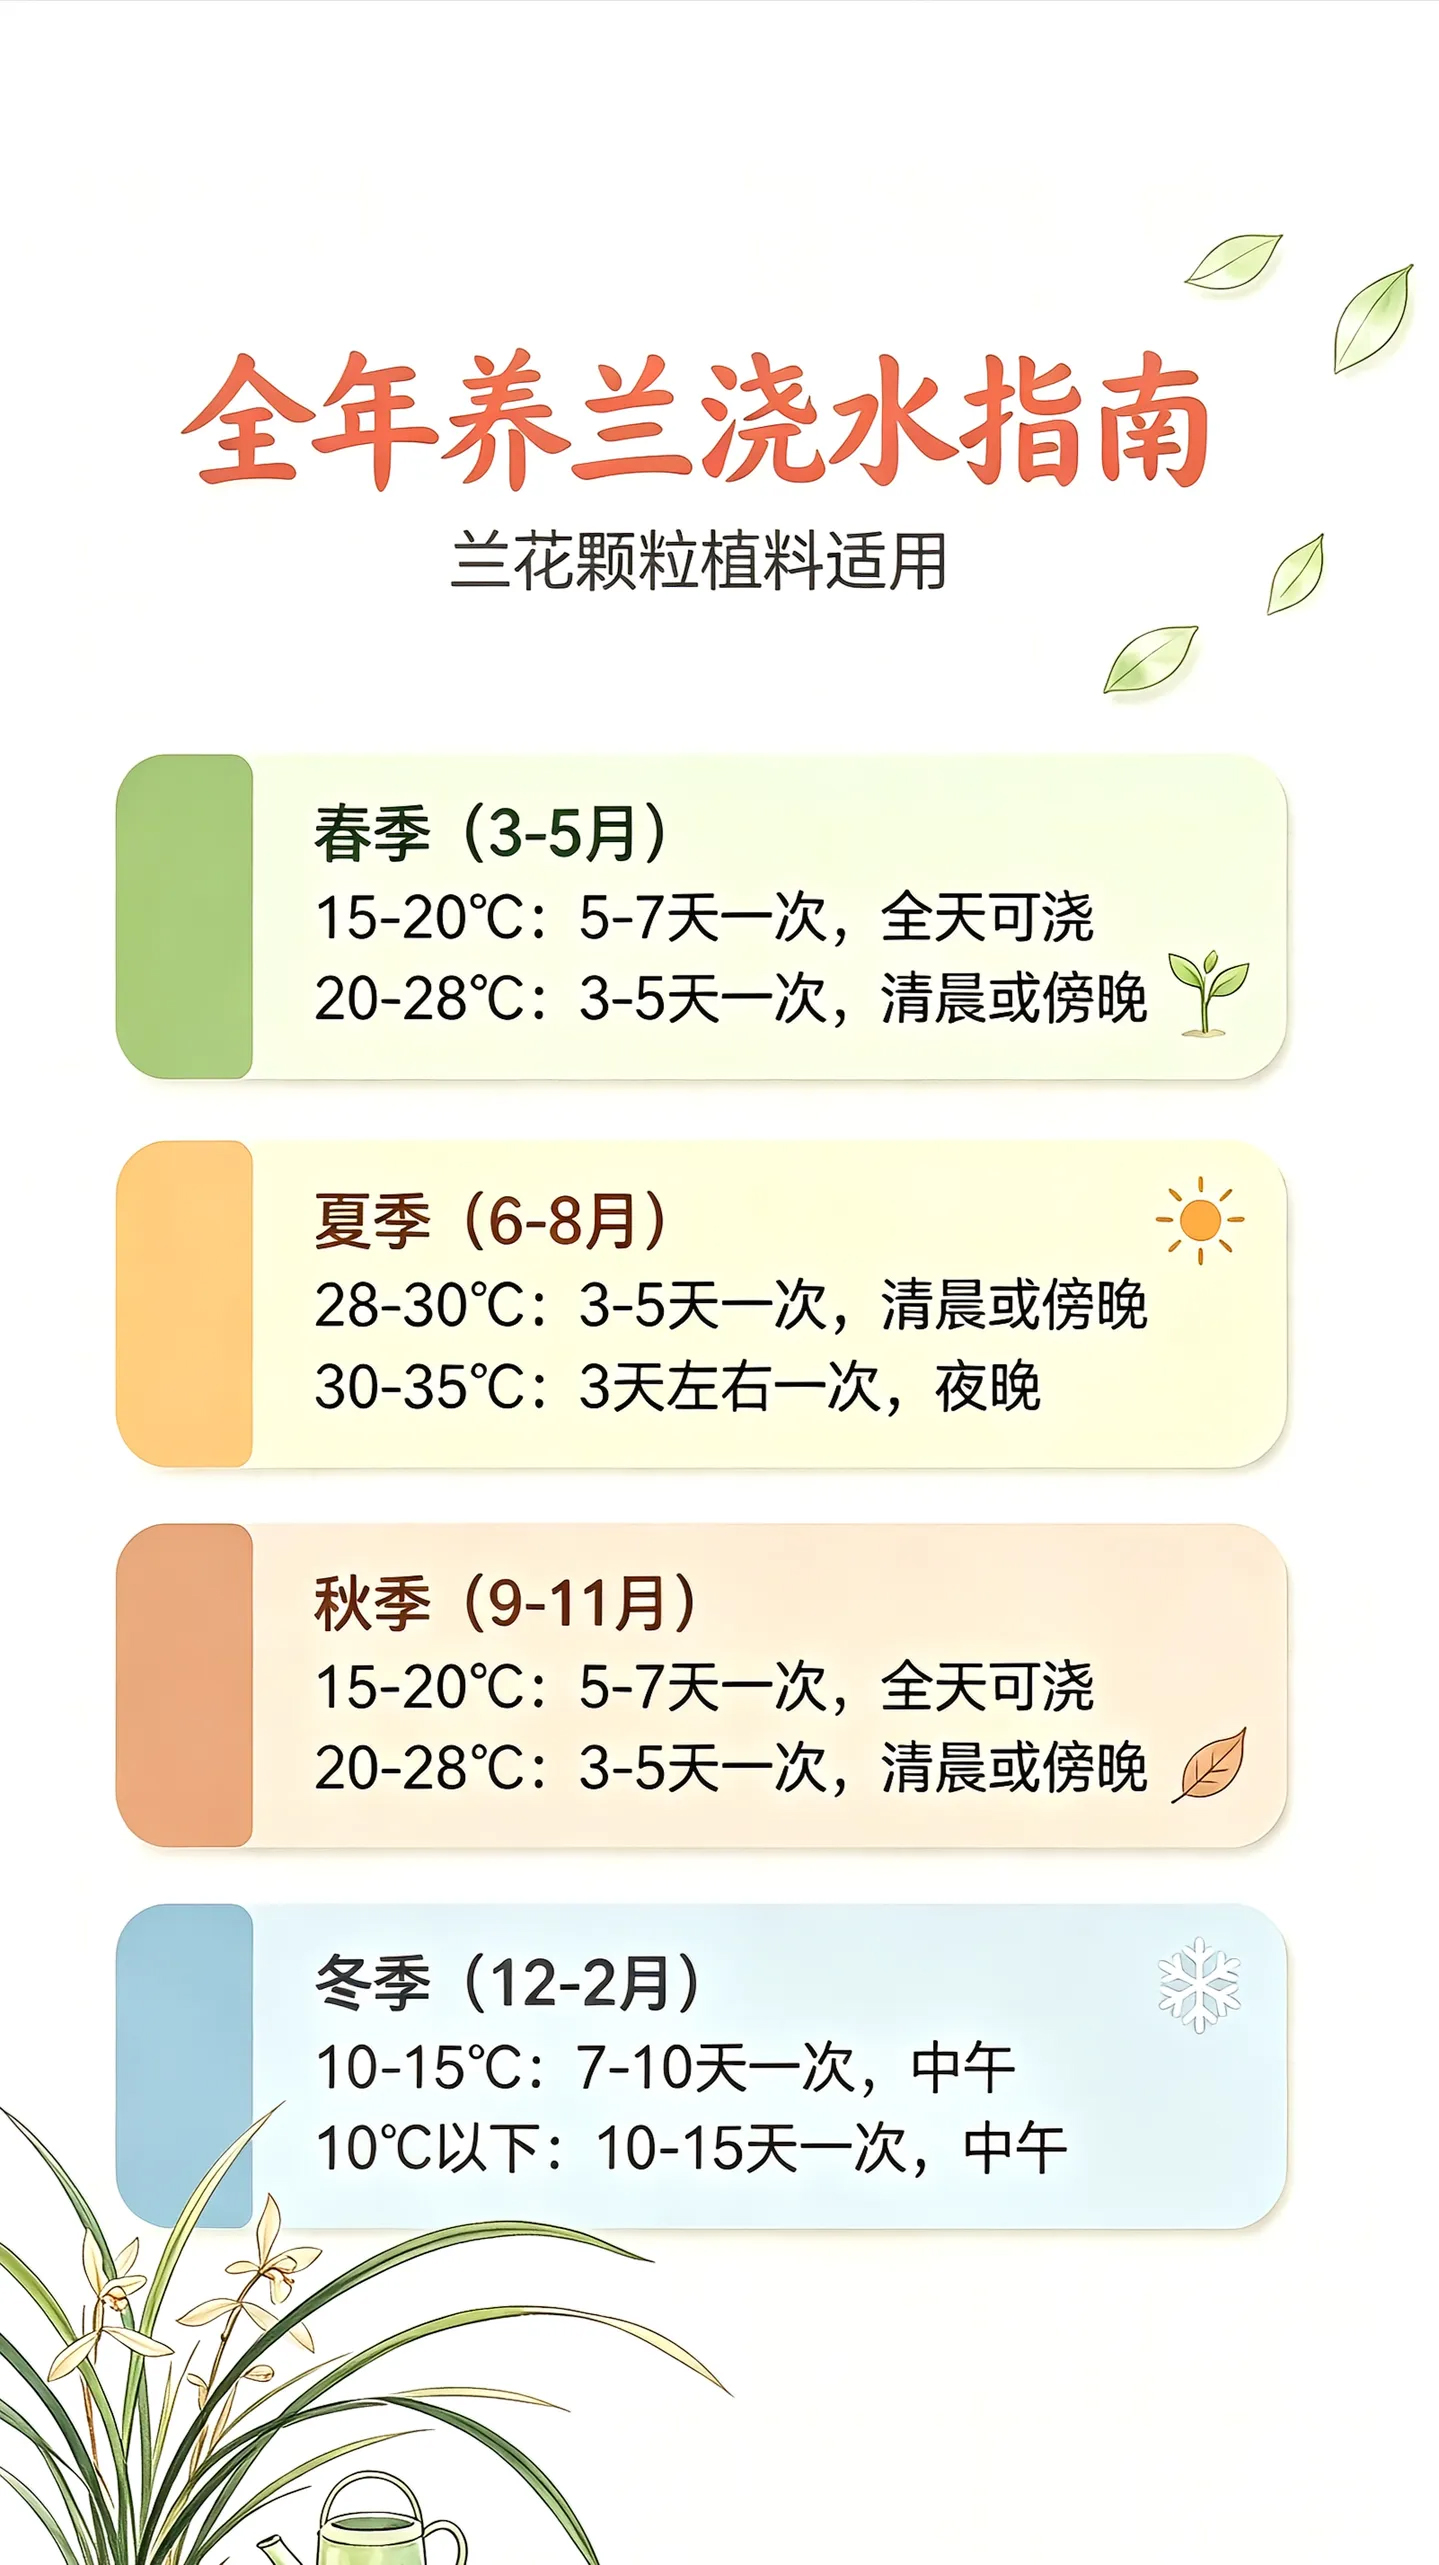 全年养兰浇水指南
兰花颗粒植料适用
春季（3-5月）
15-20℃：5-7天一次，全天可浇
20-28℃：3-5天一次，清晨或傍晚
夏季（6-8月）
28-30℃：3-5天一次，清晨或傍晚
30-35℃：3天左右一次，夜晚
秋季（9-11月）
15-20℃：5-7天一次，全天可浇
20-28℃：3-5天一次，清晨或傍晚
冬季（12-2月）
10-15℃：7-10天一次，中午
10℃以下：10-15天一次，中午